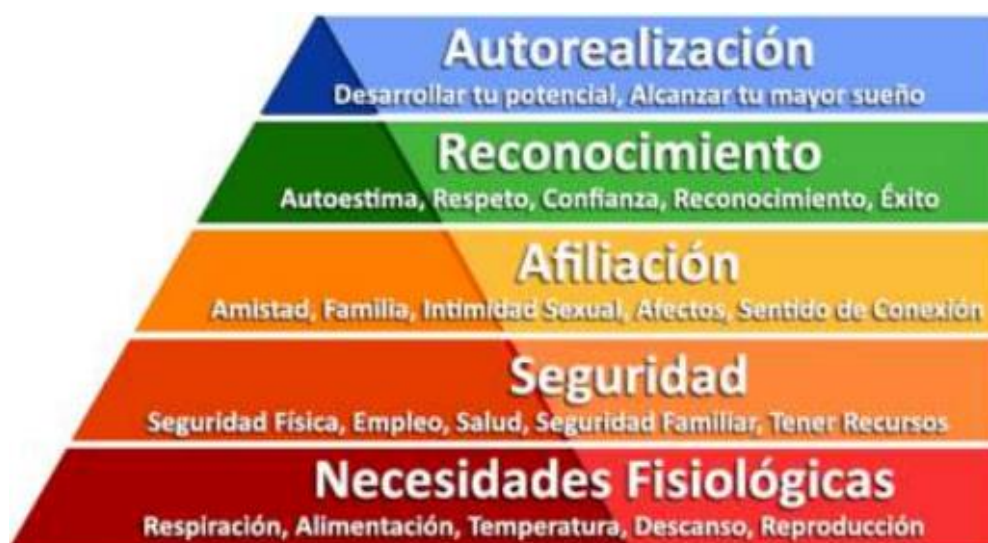 Autorealización
Desarrollar tu potencial, Alcanzar tu mayor sueño
Reconocimiento
Autoestima, Respeto, Confianza, Reconocimiento, Éxito
Afiliación
Amistad, Familia, Intimidad Sexual, Afectos, Sentido de Conexión
Seguridad
Seguridad Física, Empleo, Salud, Seguridad Familiar, Tener Recursos
Necesidades Fisiológicas
Respiración, Alimentación, Temperatura, Descanso, Reproducción